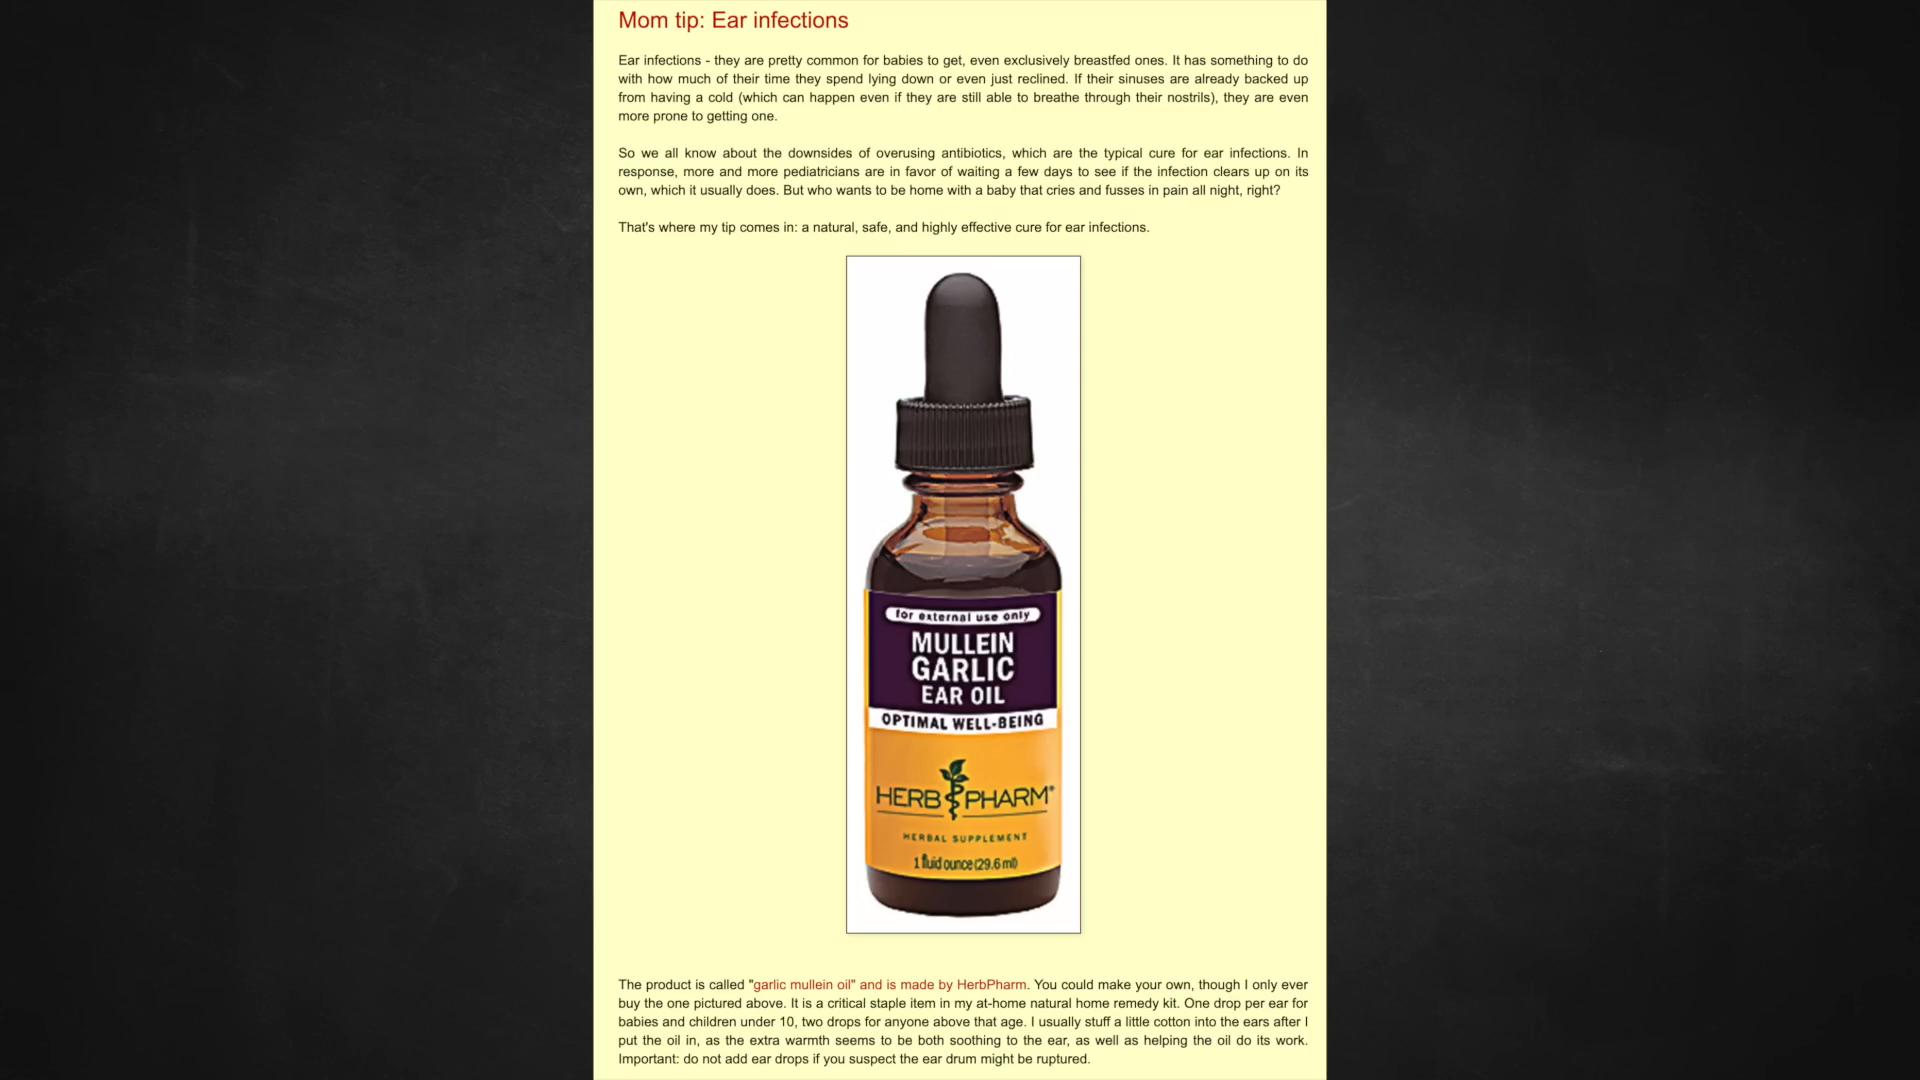 Mom tip: Ear infections
Ear infections - they are pretty common for babies to get, even exclusively breastfed ones. It has something to do
with how much of their time they spend lying down or even just reclined. If their sinuses are already backed up
from having a cold (which can happen even if they are still able to breathe through their nostrils), they are even
more prone to getting one.
So we all know about the downsides of overusing antibiotics, which are the typical cure for ear infections. In
response, more and more pediatricians are in favor of waiting a few days to see if the infection clears up on its
own, which it usually does. But who wants to be home with a baby that cries and fusses in pain all night, right?
That's where my tip comes in: a natural, safe, and highly effective cure for ear infections.
for external use only
MULLEIN
GARLIC
EAR OIL
OPTIMAL WELL-BEING
HERB PHARM®
HERBAL SUPPLEMENT
1 fluid ounce (29.6 ml)
The product is called "garlic mullein oil" and is made by HerbPharm. You could make your own, though I only ever
buy the one pictured above. It is a critical staple item in my at-home natural home remedy kit. One drop per ear for
babies and children under 10, two drops for anyone above that age. I usually stuff a little cotton into the ears after I
put the oil in, as the extra warmth seems to be both soothing to the ear, as well as helping the oil do its work.
Important: do not add ear drops if you suspect the ear drum might be ruptured.